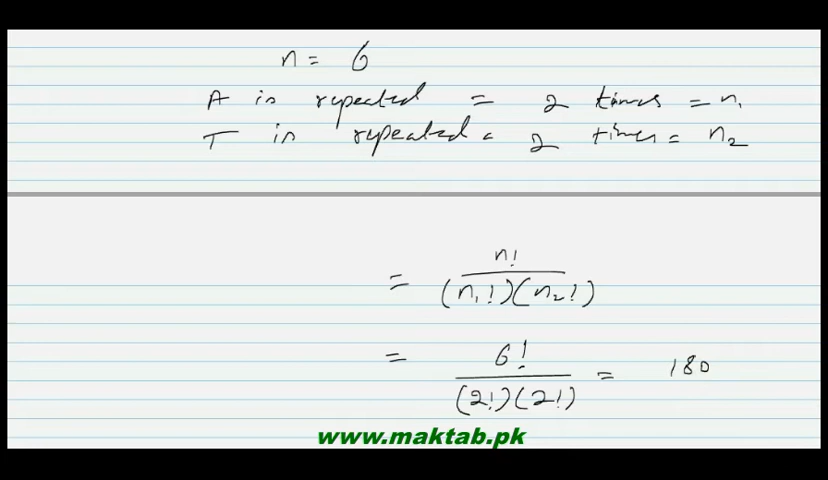 n = 6
A is repeated = 2 times = n₁
T is repeated = 2 times = n₂
= n! / (n₁!)(n₂!)
= 6! / (2!)(2!) = 180
www.maktab.pk